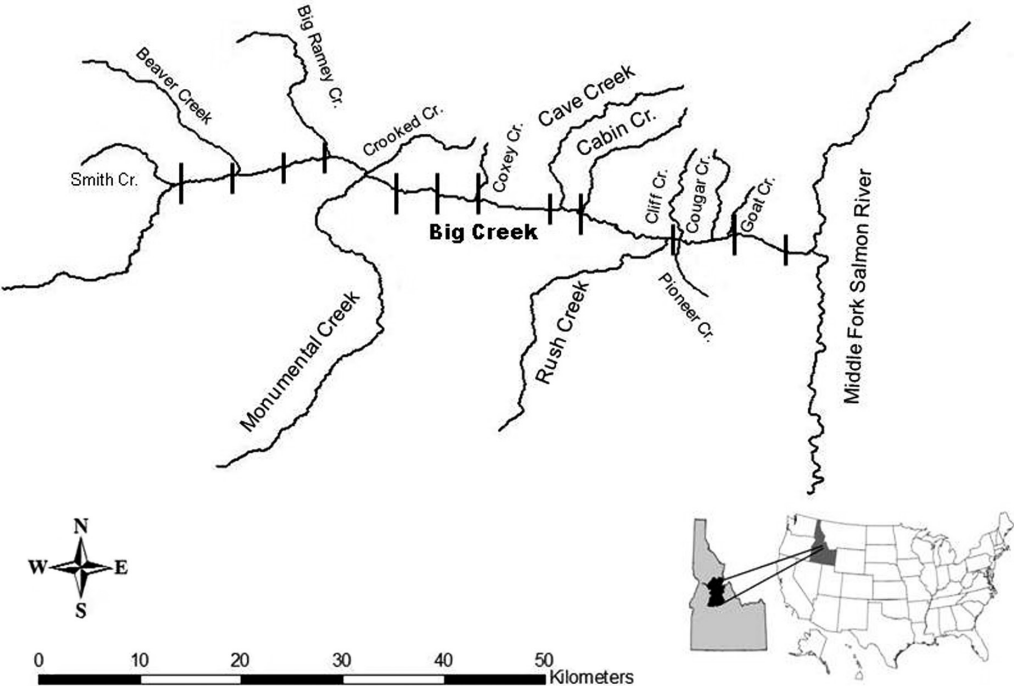 Big Ramey Cr.
Beaver Creek
Smith Cr.
Crooked Cr.
Coxey Cr.
Cave Creek
Cabin Cr.
Big Creek
Cliff Cr.
Cougar Cr.
Goat Cr.
Pioneer Cr.
Rush Creek
Monumental Creek
Middle Fork Salmon River
N
W E
S
0 10 20 30 40 50
Kilometers